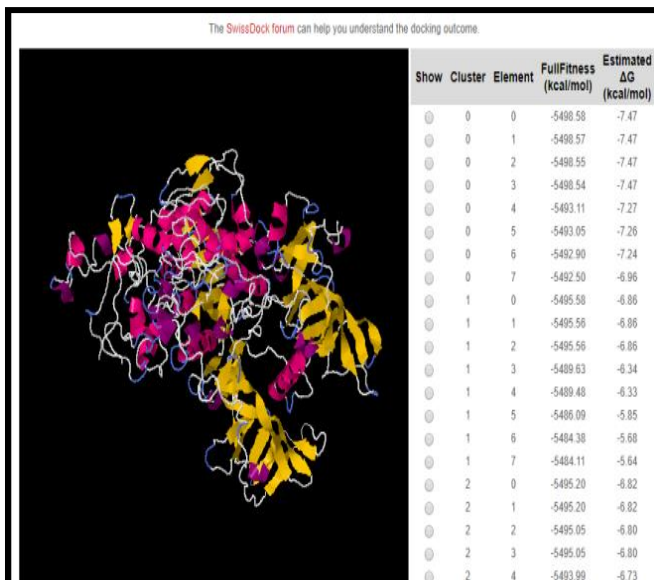 The SwissDock forum can help you understand the docking outcome.
Show Cluster Element FullFitness (kcal/mol) Estimated ΔG (kcal/mol)
0 0 -5498.58 -7.47
0 1 -5498.57 -7.47
0 2 -5498.55 -7.47
0 3 -5498.54 -7.47
0 4 -5493.11 -7.27
0 5 -5493.05 -7.26
0 6 -5492.90 -7.24
0 7 -5492.50 -6.96
1 0 -5495.58 -6.86
1 1 -5495.56 -6.86
1 2 -5495.56 -6.86
1 3 -5489.63 -6.34
1 4 -5489.48 -6.33
1 5 -5486.09 -5.85
1 6 -5484.38 -5.68
1 7 -5484.11 -5.64
2 0 -5495.20 -6.82
2 1 -5495.20 -6.82
2 2 -5495.05 -6.80
2 3 -5495.05 -6.80
2 4 -5493.99 -6.73